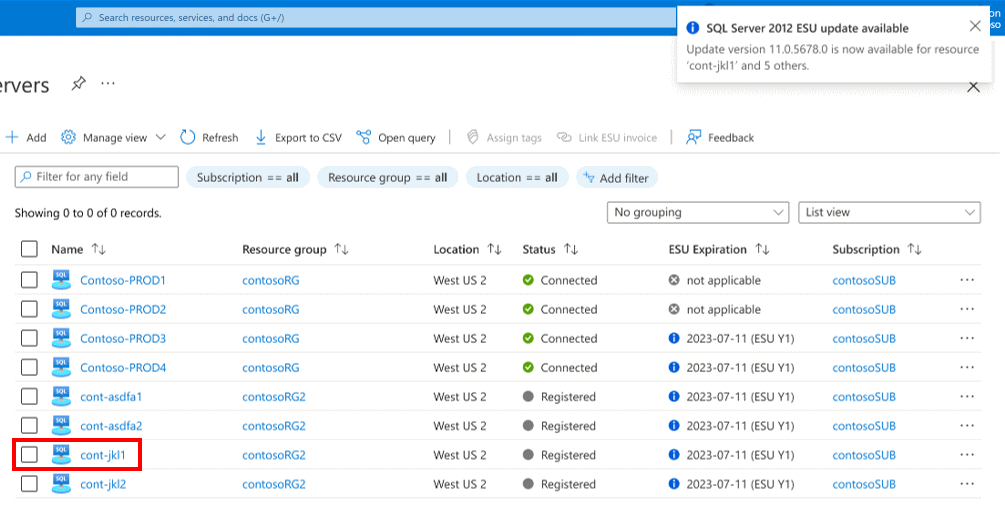 Search resources, services, and docs (G+/)
SQL Server 2012 ESU update available
Update version 11.0.5678.0 is now available for resource
'cont-jkl1' and 5 others.
ervers ···
Add Manage view Refresh Export to CSV Open query Assign tags Link ESU invoice Feedback
Filter for any field Subscription == all Resource group == all Location == all Add filter
Showing 0 to 0 of 0 records. No grouping List view
Name Resource group Location Status ESU Expiration Subscription
SQL Contoso-PROD1 contosoRG West US 2 Connected not applicable contosoSUB ···
SQL Contoso-PROD2 contosoRG West US 2 Connected not applicable contosoSUB ···
SQL Contoso-PROD3 contosoRG West US 2 Connected 2023-07-11 (ESU Y1) contosoSUB ···
SQL Contoso-PROD4 contosoRG West US 2 Connected 2023-07-11 (ESU Y1) contosoSUB ···
SQL cont-asdfa1 contosoRG2 West US 2 Registered 2023-07-11 (ESU Y1) contosoSUB ···
SQL cont-asdfa2 contosoRG2 West US 2 Registered 2023-07-11 (ESU Y1) contosoSUB ···
SQL cont-jkl1 contosoRG2 West US 2 Registered 2023-07-11 (ESU Y1) contosoSUB ···
SQL cont-jkl2 contosoRG2 West US 2 Registered 2023-07-11 (ESU Y1) contosoSUB ···